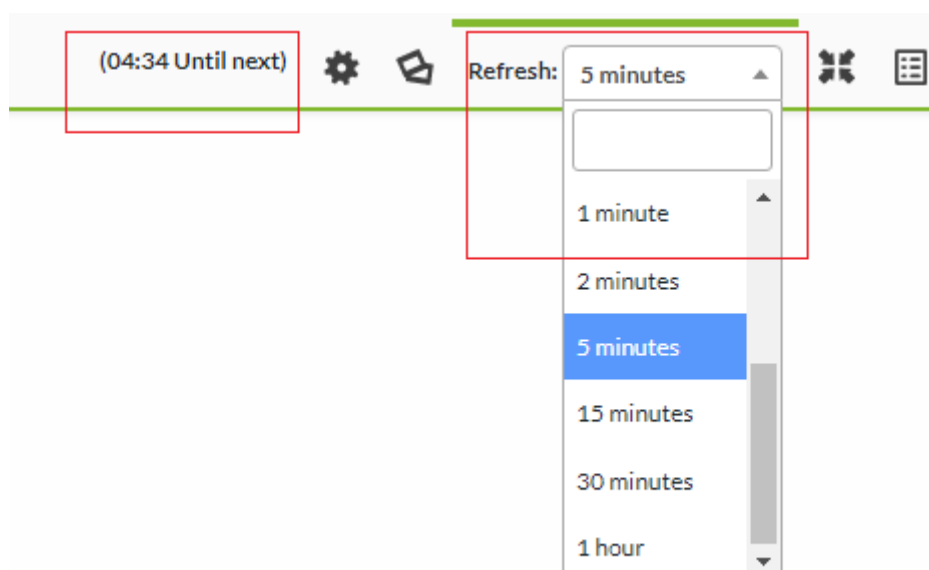 (04:34 Until next)
Refresh: 5 minutes
1 minute
2 minutes
5 minutes
15 minutes
30 minutes
1 hour